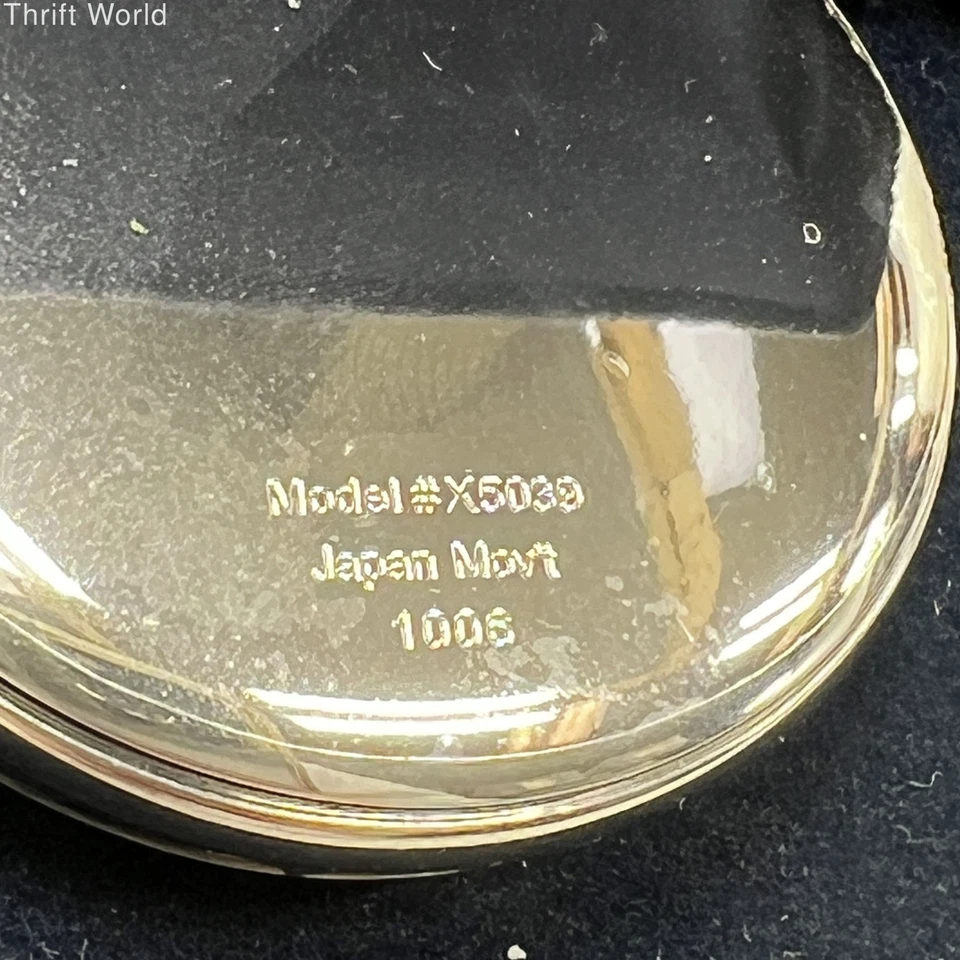 Thrift World
Model #X5039
Japan Movt
1006